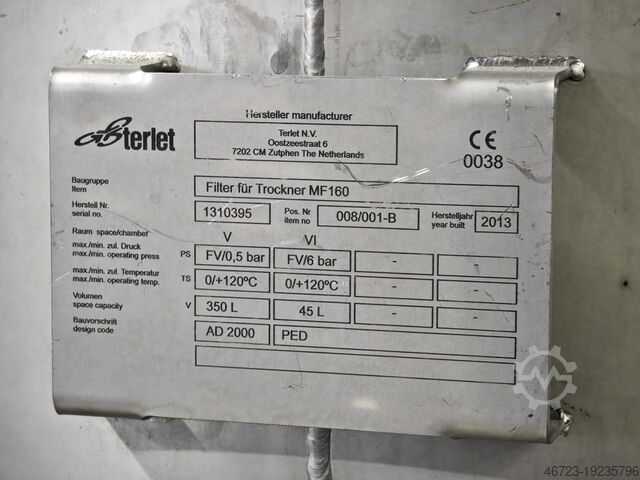 Hersteller manufacturer
terlet
Terlet N.V.
Oostzeestraat 6
7202 CM Zutphen The Netherlands
CE
0038
Baugruppe
Item
Filter für Trockner MF160
Herstell Nr.
serial no.
1310395
Pos. Nr
item no
008/001-B
Herstelljahr
year built
2013
Raum space/chamber
V VI
max./min. zul. Druck
max./min. operating press.
PS FV/0,5 bar FV/6 bar - -
max./min. zul. Temperatur
max./min. operating temp.
TS 0/+120ºC 0/+120ºC - -
Volumen
space capacity
V 350 L 45 L - -
Bauvorschrift
design code
AD 2000 PED
46723-19235796